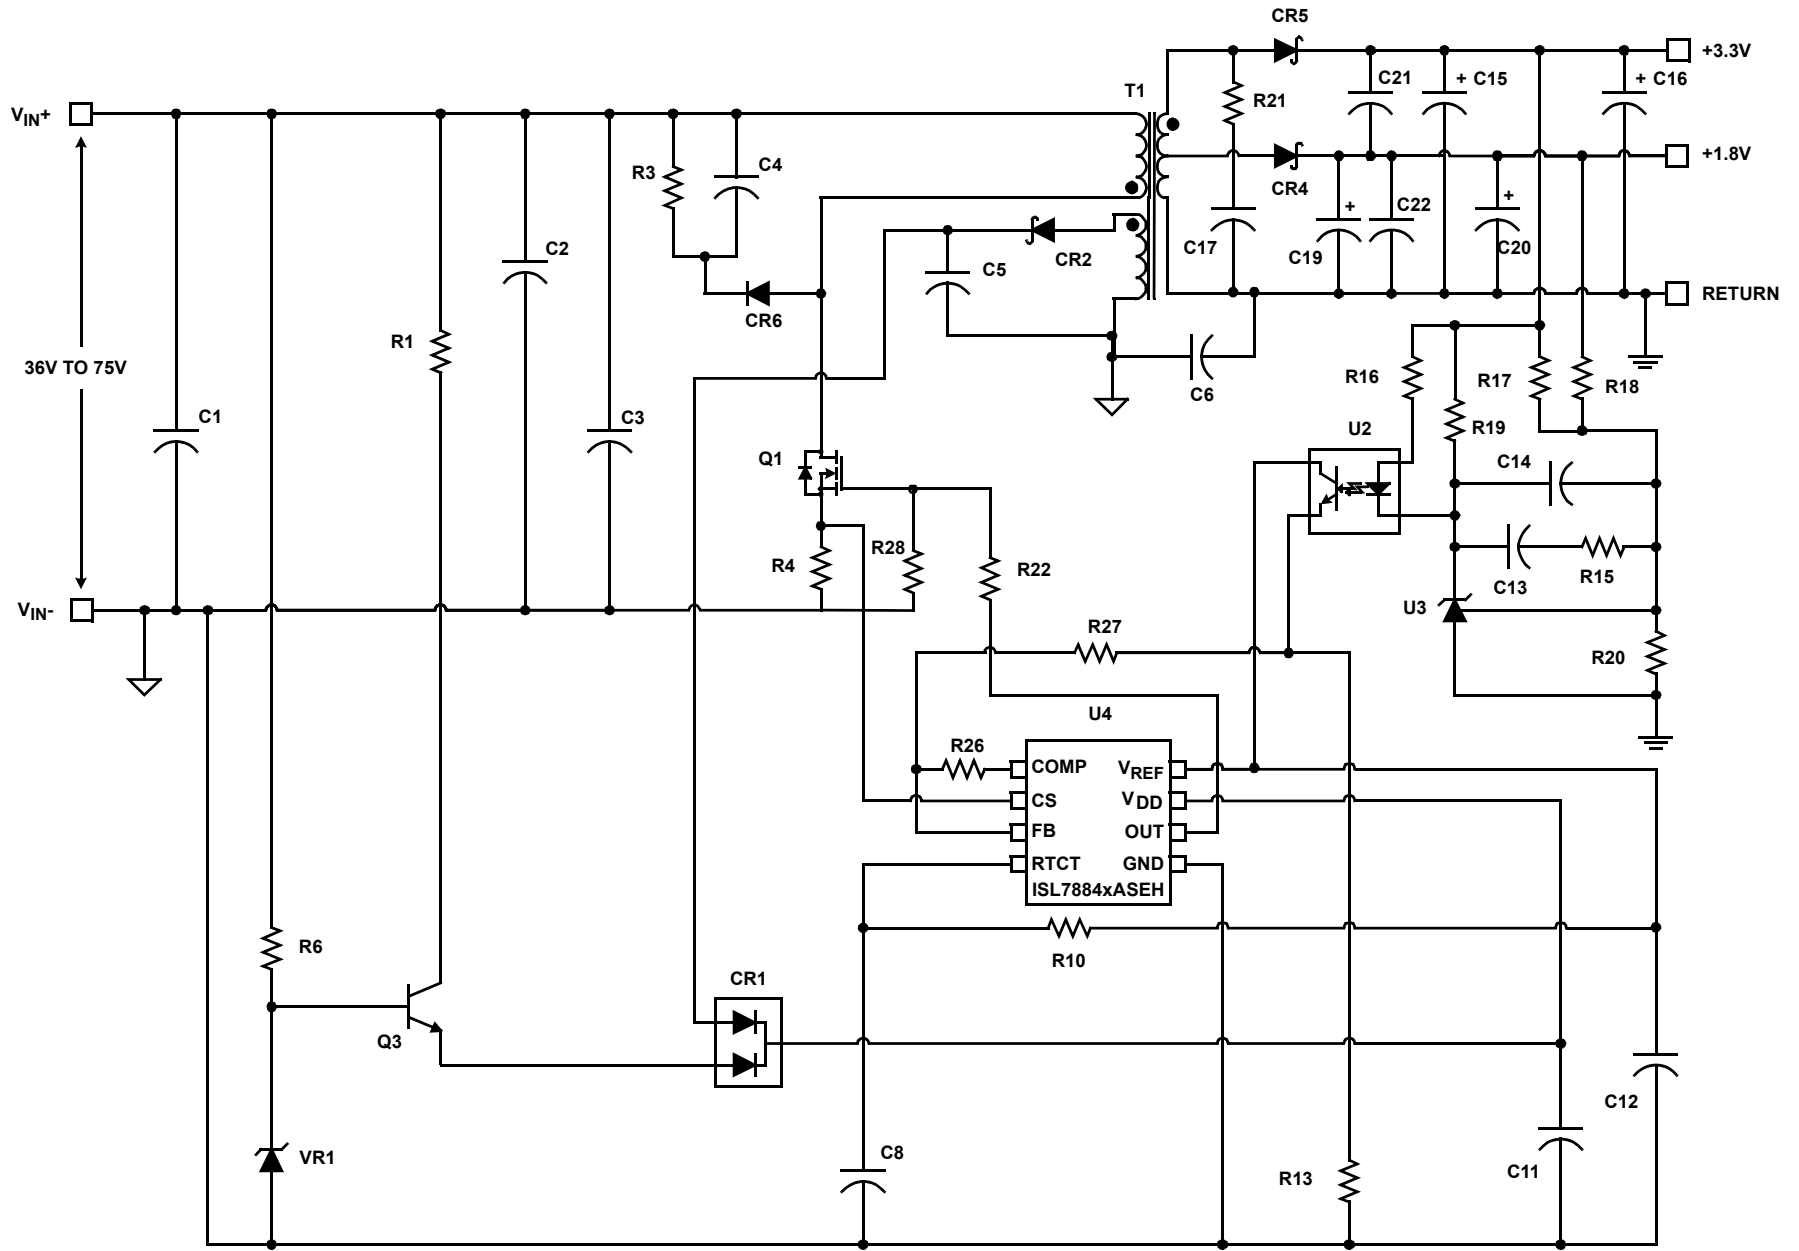 CR5
+3.3V
C21
+ C15
+ C16
T1
R21
VIN+
C4
R3
+1.8V
CR4
+
C22
+
C17
C19
C20
C2
CR2
C5
RETURN
CR6
R1
36V TO 75V
C6
R16
R17
R18
C1
C3
U2
R19
Q1
C14
R28
R4
R22
C13
R15
VIN-
U3
R27
R20
U4
R26
COMP
VREF
CS
VDD
FB
OUT
RTCT
GND
ISL7884xASEH
R6
R10
CR1
Q3
C12
VR1
C8
R13
C11